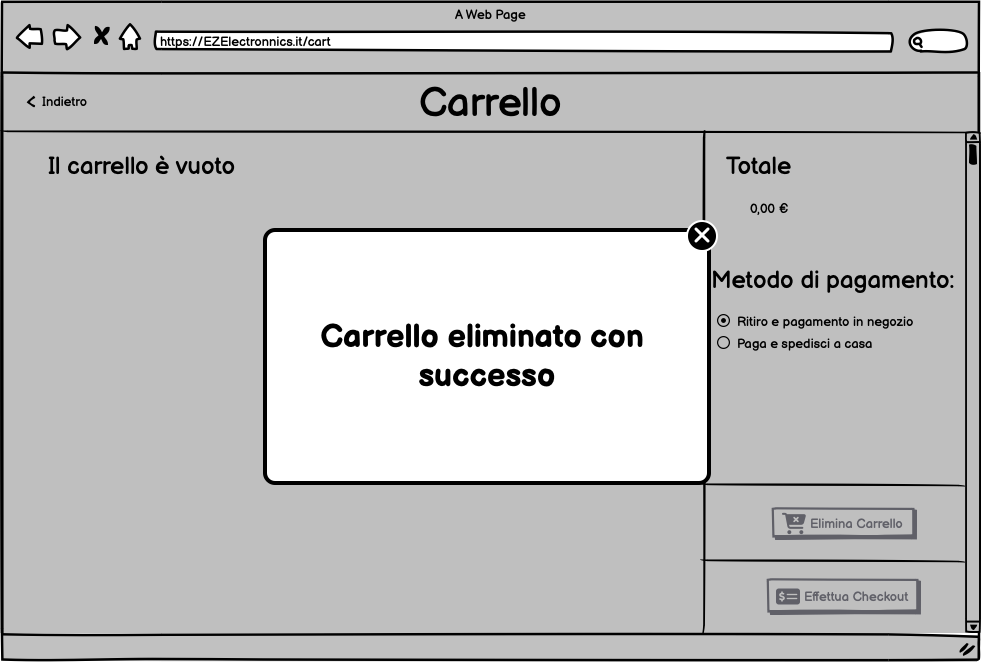 A Web Page
https://EZElectronnics.it/cart
Indietro
Carrello
Il carrello è vuoto
Totale
0,00 €
Carrello eliminato con
successo
Metodo di pagamento:
Ritiro e pagamento in negozio
Paga e spedisci a casa
Elimina Carrello
Effettua Checkout